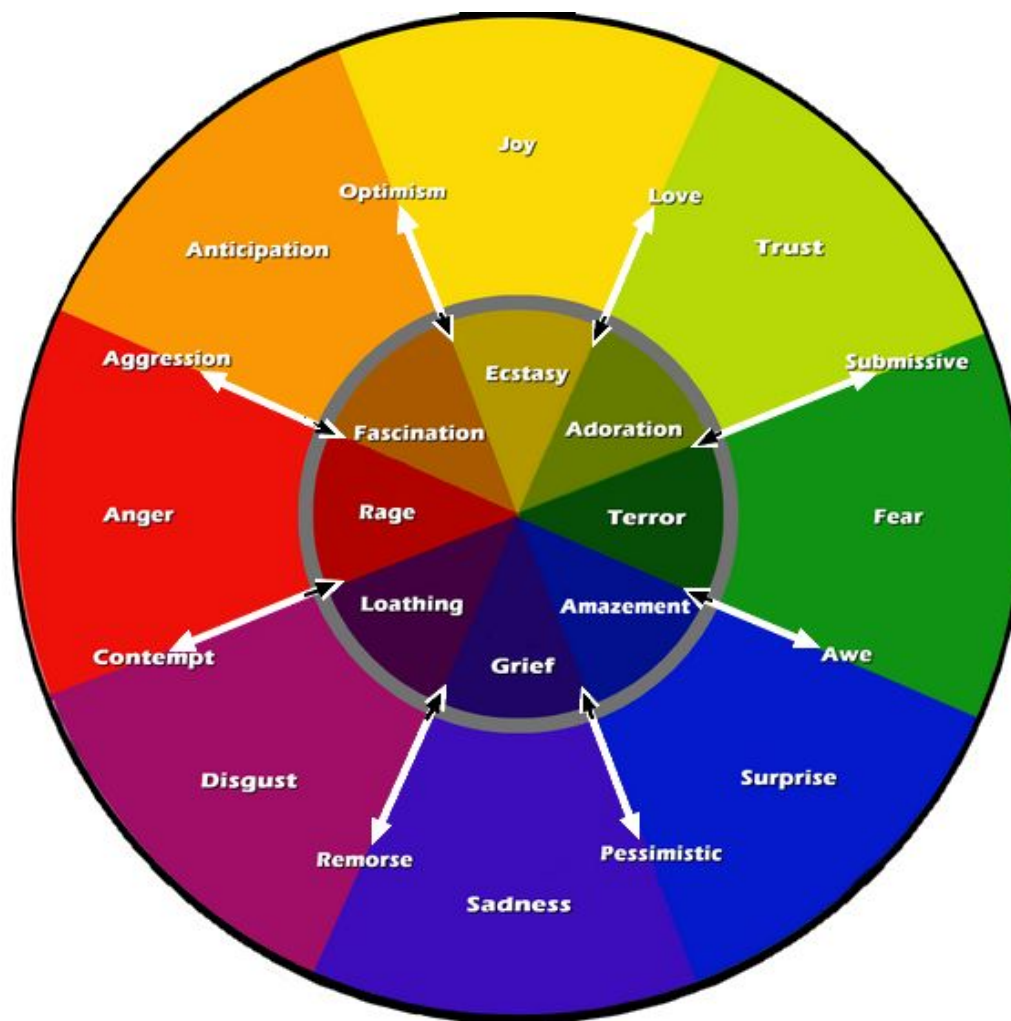 Joy
Optimism
Love
Anticipation
Trust
Aggression
Submissive
Ecstasy
Fascination
Adoration
Anger
Rage
Terror
Fear
Loathing
Amazement
Contempt
Awe
Grief
Disgust
Surprise
Remorse
Pessimistic
Sadness